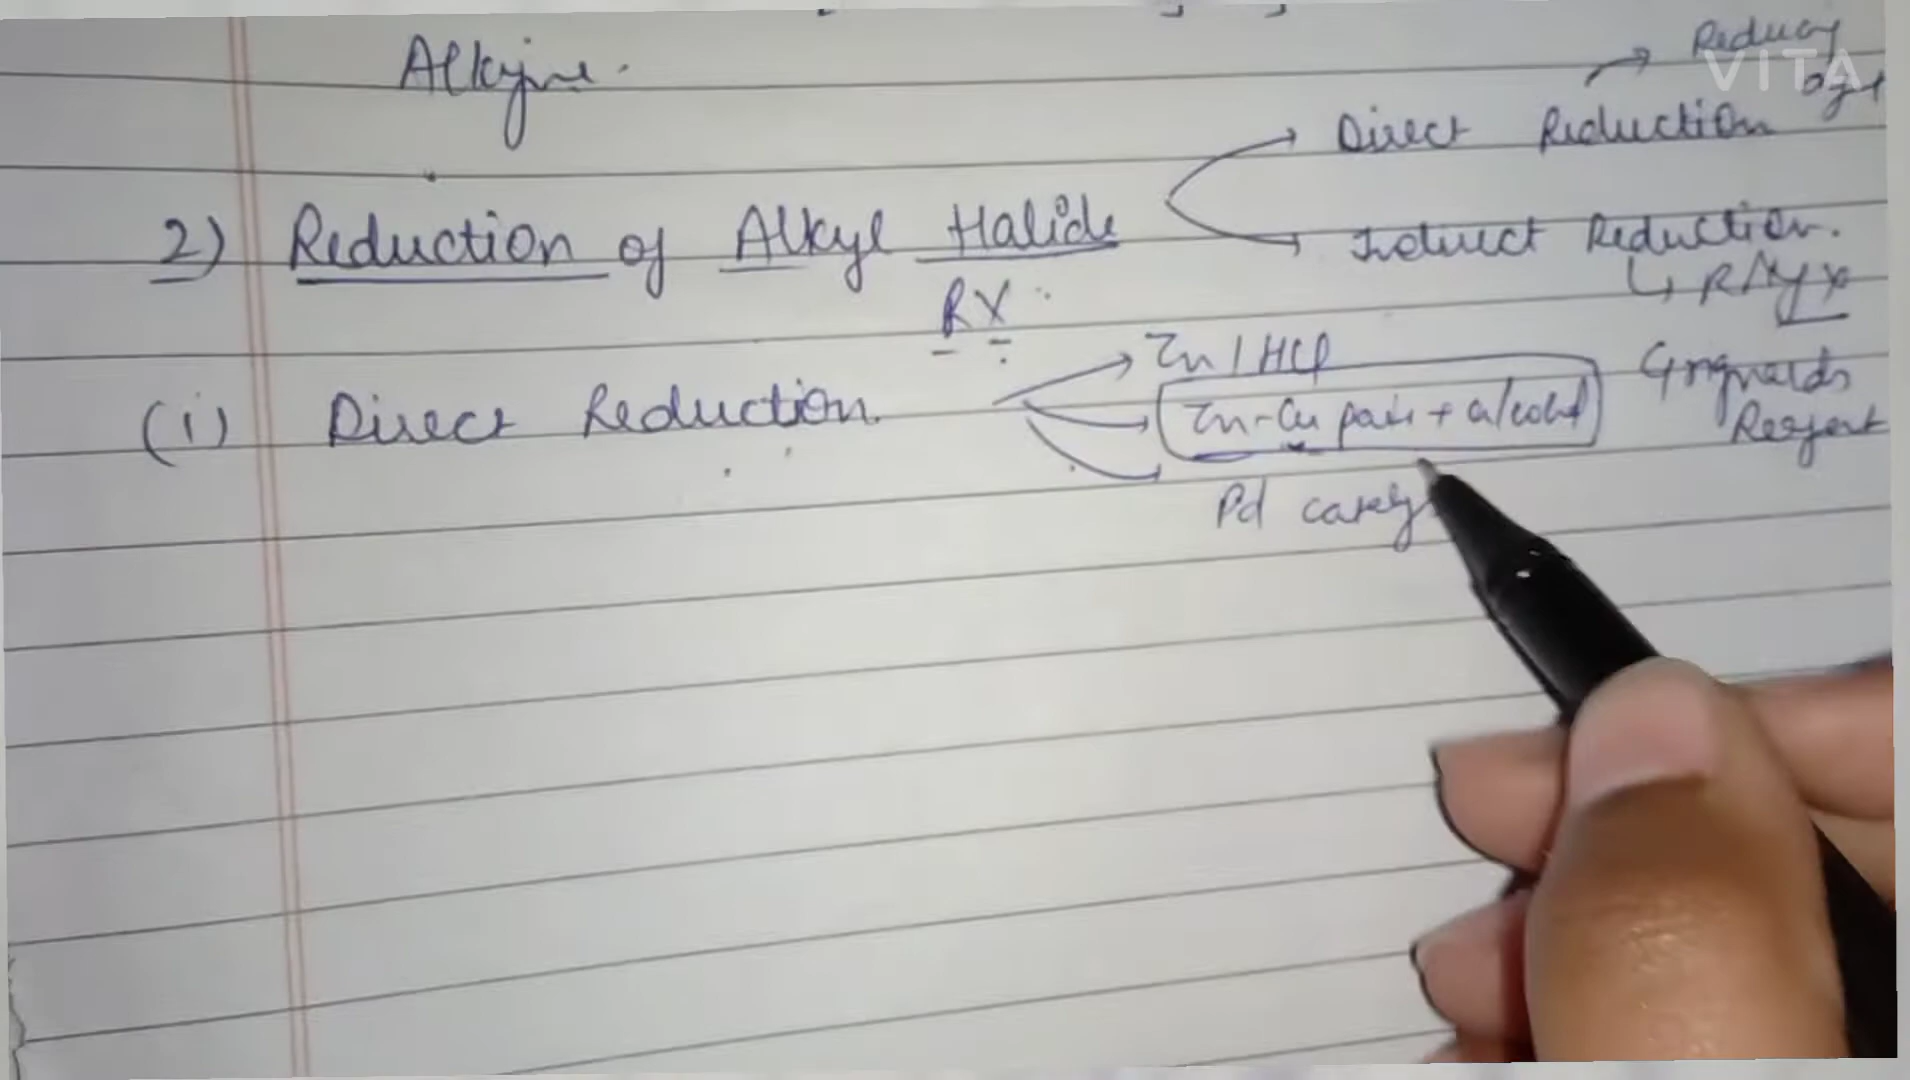 Alkyne.
Reducing
agt
VITA
Direct Reduction
2) Reduction of Alkyl Halide
Indirect Reduction.
RX
RMgX
Zn/HCl
Grignards
Reagent
(i) Direct Reduction
Zn-Cu pair + alcohol
Pd